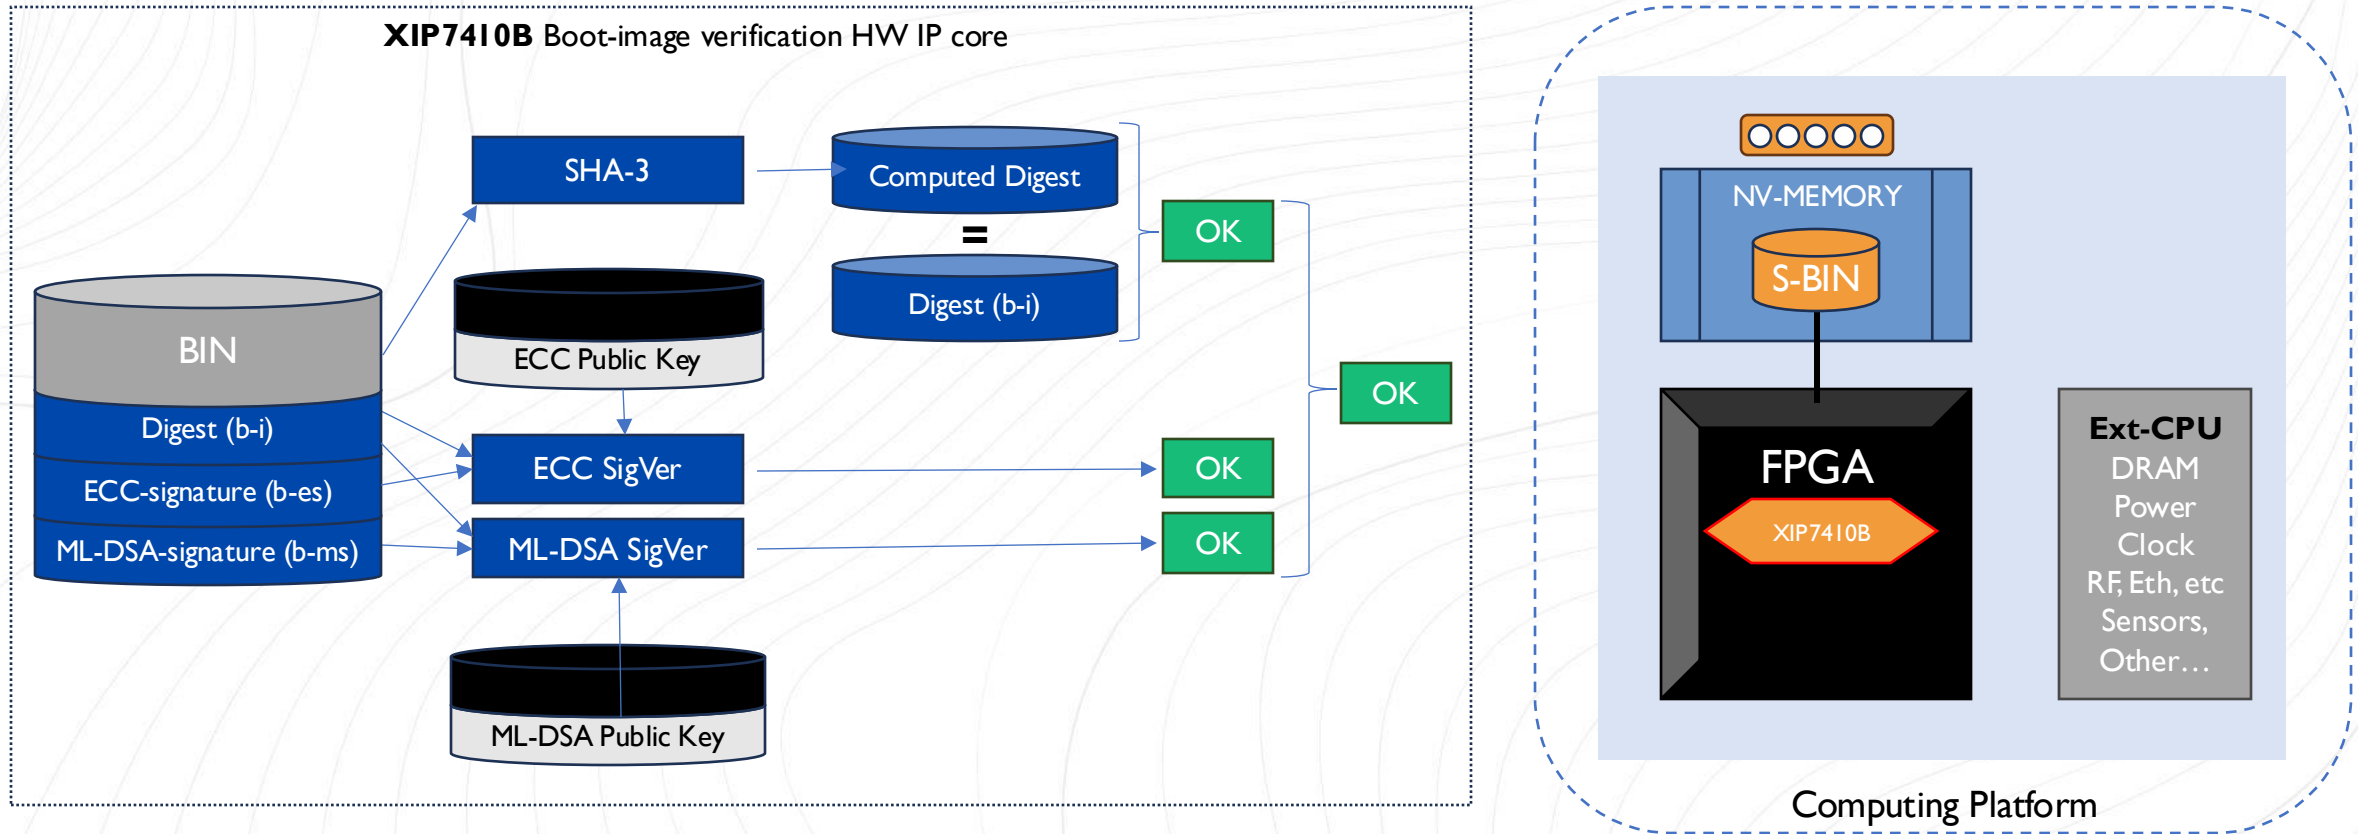 XIP7410B Boot-image verification HW IP core
SHA-3
Computed Digest
=
Digest (b-i)
OK
BIN
Digest (b-i)
ECC-signature (b-es)
ML-DSA-signature (b-ms)
ECC Public Key
ECC SigVer
OK
ML-DSA SigVer
OK
ML-DSA Public Key
OK
NV-MEMORY
S-BIN
FPGA
XIP7410B
Ext-CPU
DRAM
Power
Clock
RF, Eth, etc
Sensors,
Other…
Computing Platform